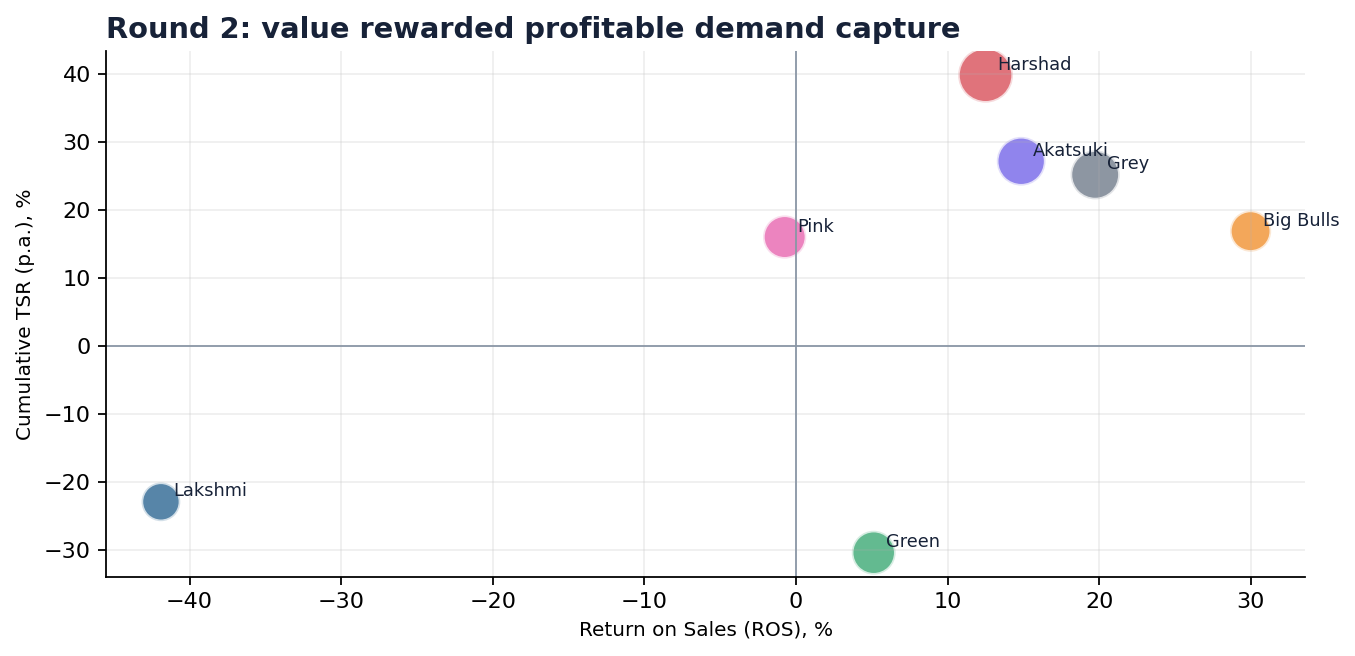 Round 2: value rewarded profitable demand capture
Cumulative TSR (p.a.), %
40
30
20
10
0
−10
−20
−30
Harshad
Akatsuki
Grey
Big Bulls
Pink
Lakshmi
Green
−40 −30 −20 −10 0 10 20 30
Return on Sales (ROS), %